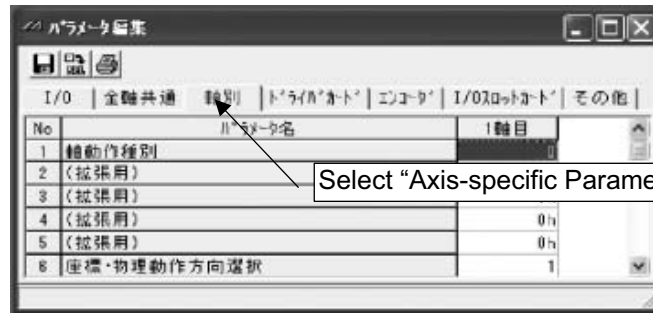 パラメータ編集
I/O 全軸共通 軸別 ドライバカード エンコーダ I/Oスロットカード その他
No パラメータ名 1軸目
1 軸動作種別 0
2 (拡張用)
Select “Axis-specific Parame
3 (拡張用)
4 (拡張用) 0h
5 (拡張用) 0h
6 座標・物理動作方向選択 1